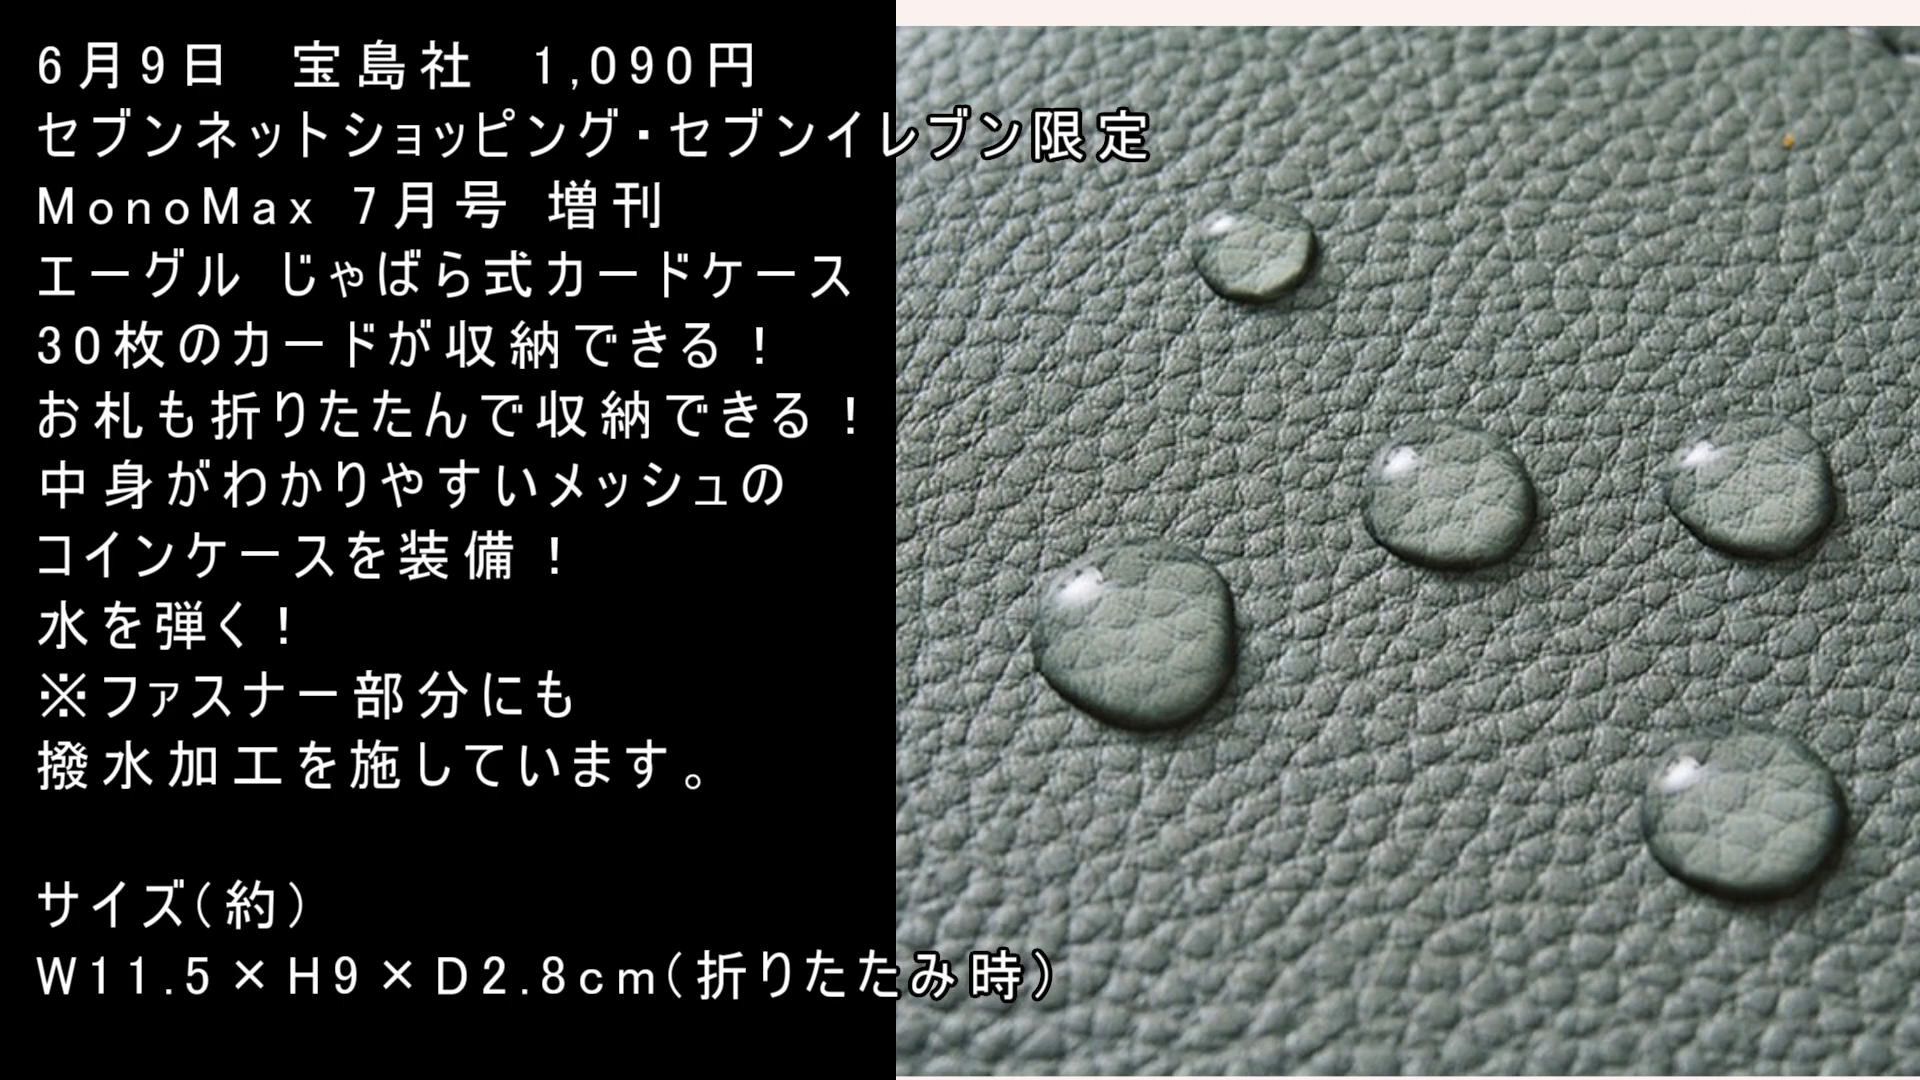 6月9日　宝島社　1,090円
セブンネットショッピング・セブンイレブン限定
MonoMax 7月号 増刊
エーグル じゃばら式カードケース
30枚のカードが収納できる！
お札も折りたたんで収納できる！
中身がわかりやすいメッシュの
コインケースを装備！
水を弾く！
※ファスナー部分にも
撥水加工を施しています。
サイズ(約)
W11.5×H9×D2.8cm(折りたたみ時)